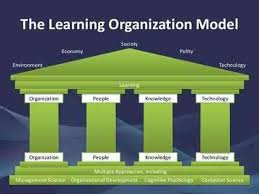 The Learning Organization Model
Society
Economy Polity
Environment Technology
Learning
Organization People Knowledge Technology
Organization People Knowledge Technology
Multiple Approaches, including
Management Science Organizational Development Cognitive Psychology Computer Science